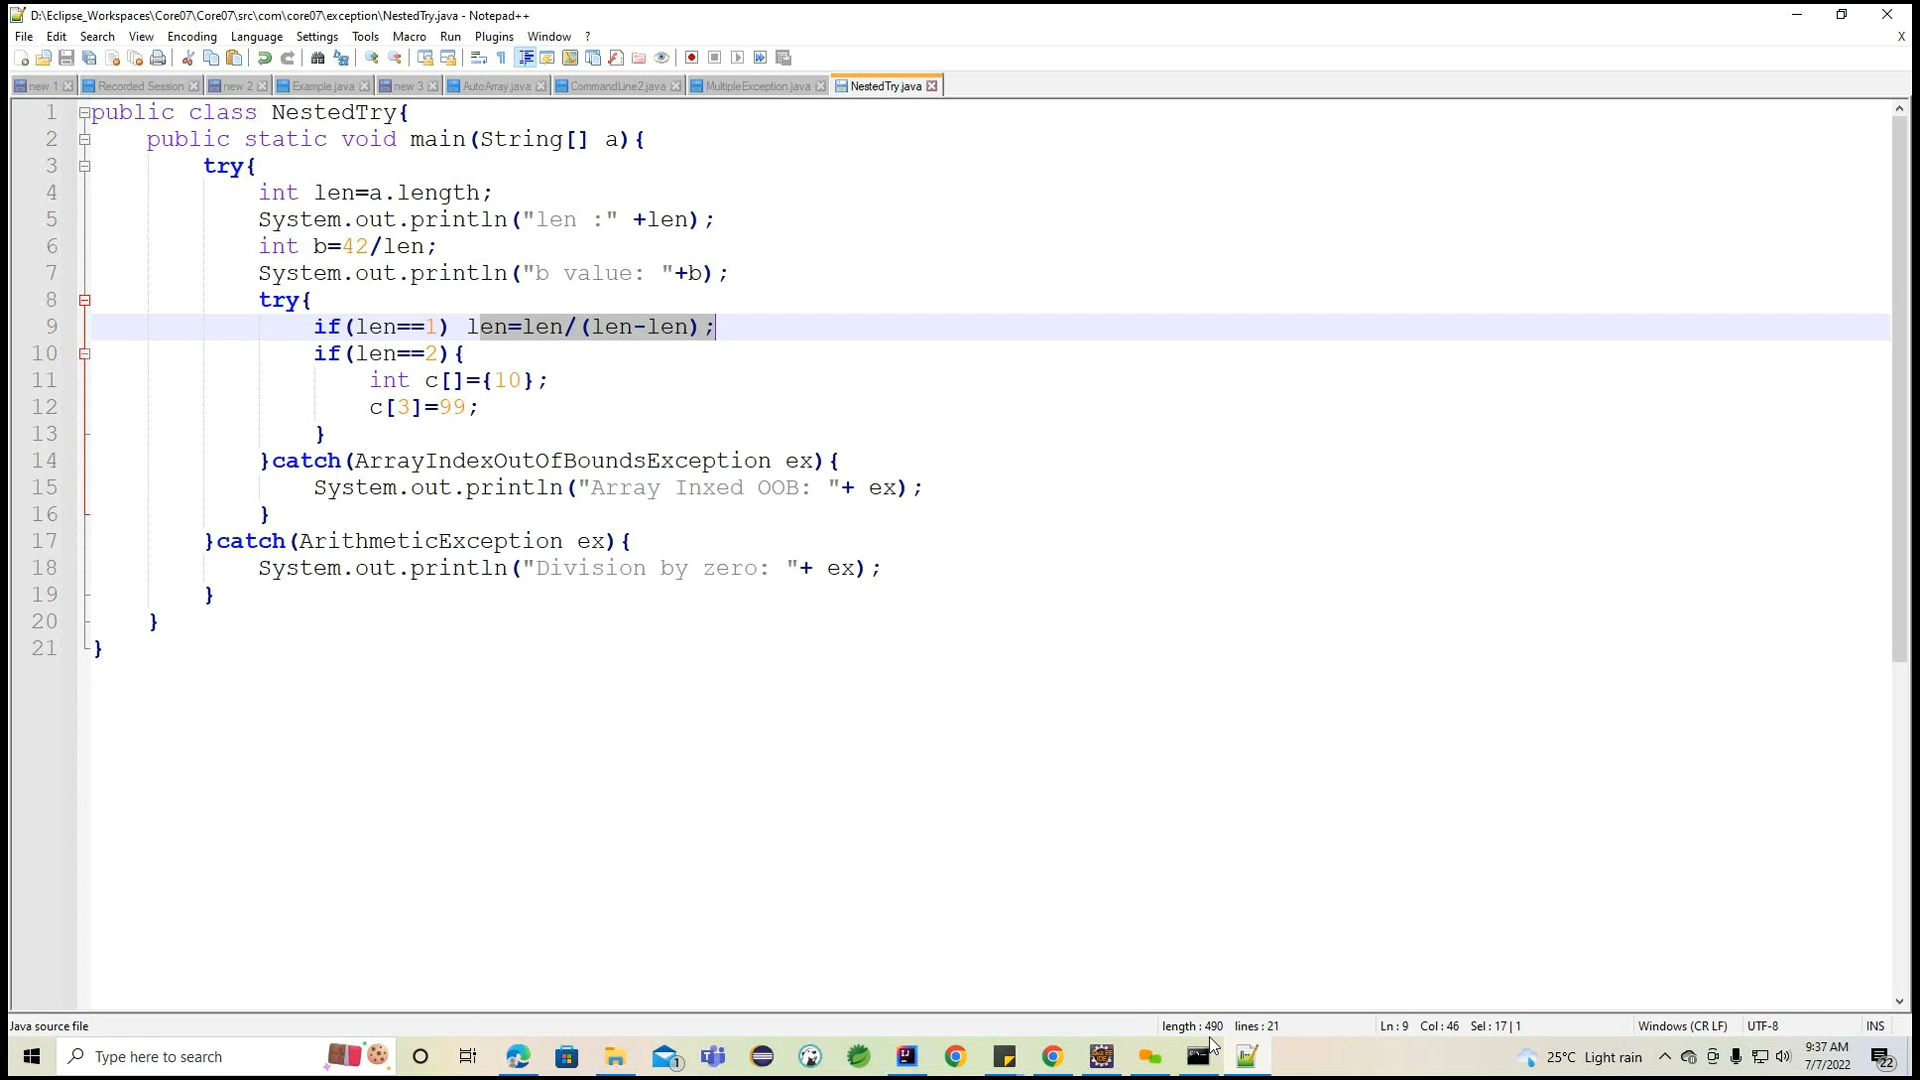 D:\Eclipse_Workspaces\Core07\Core07\src\com\core07\exception\NestedTry.java - Notepad++
File Edit Search View Encoding Language Settings Tools Macro Run Plugins Window ? X
new 1 Recorded Session new 2 Example.java new 3 AutoArray.java CommandLine2.java MultipleException.java NestedTry.java
1 public class NestedTry{
2 public static void main(String[] a){
3 try{
4 int len=a.length;
5 System.out.println("len :" +len);
6 int b=42/len;
7 System.out.println("b value: "+b);
8 try{
9 if(len==1) len=len/(len-len);
10 if(len==2){
11 int c[]={10};
12 c[3]=99;
13 }
14 }catch(ArrayIndexOutOfBoundsException ex){
15 System.out.println("Array Inxed OOB: "+ ex);
16 }
17 }catch(ArithmeticException ex){
18 System.out.println("Division by zero: "+ ex);
19 }
20 }
21 }
Java source file length : 490 lines : 21 Ln : 9 Col : 46 Sel : 17 | 1 Windows (CR LF) UTF-8 INS
Type here to search 1 25°C Light rain 9:37 AM
7/7/2022 22